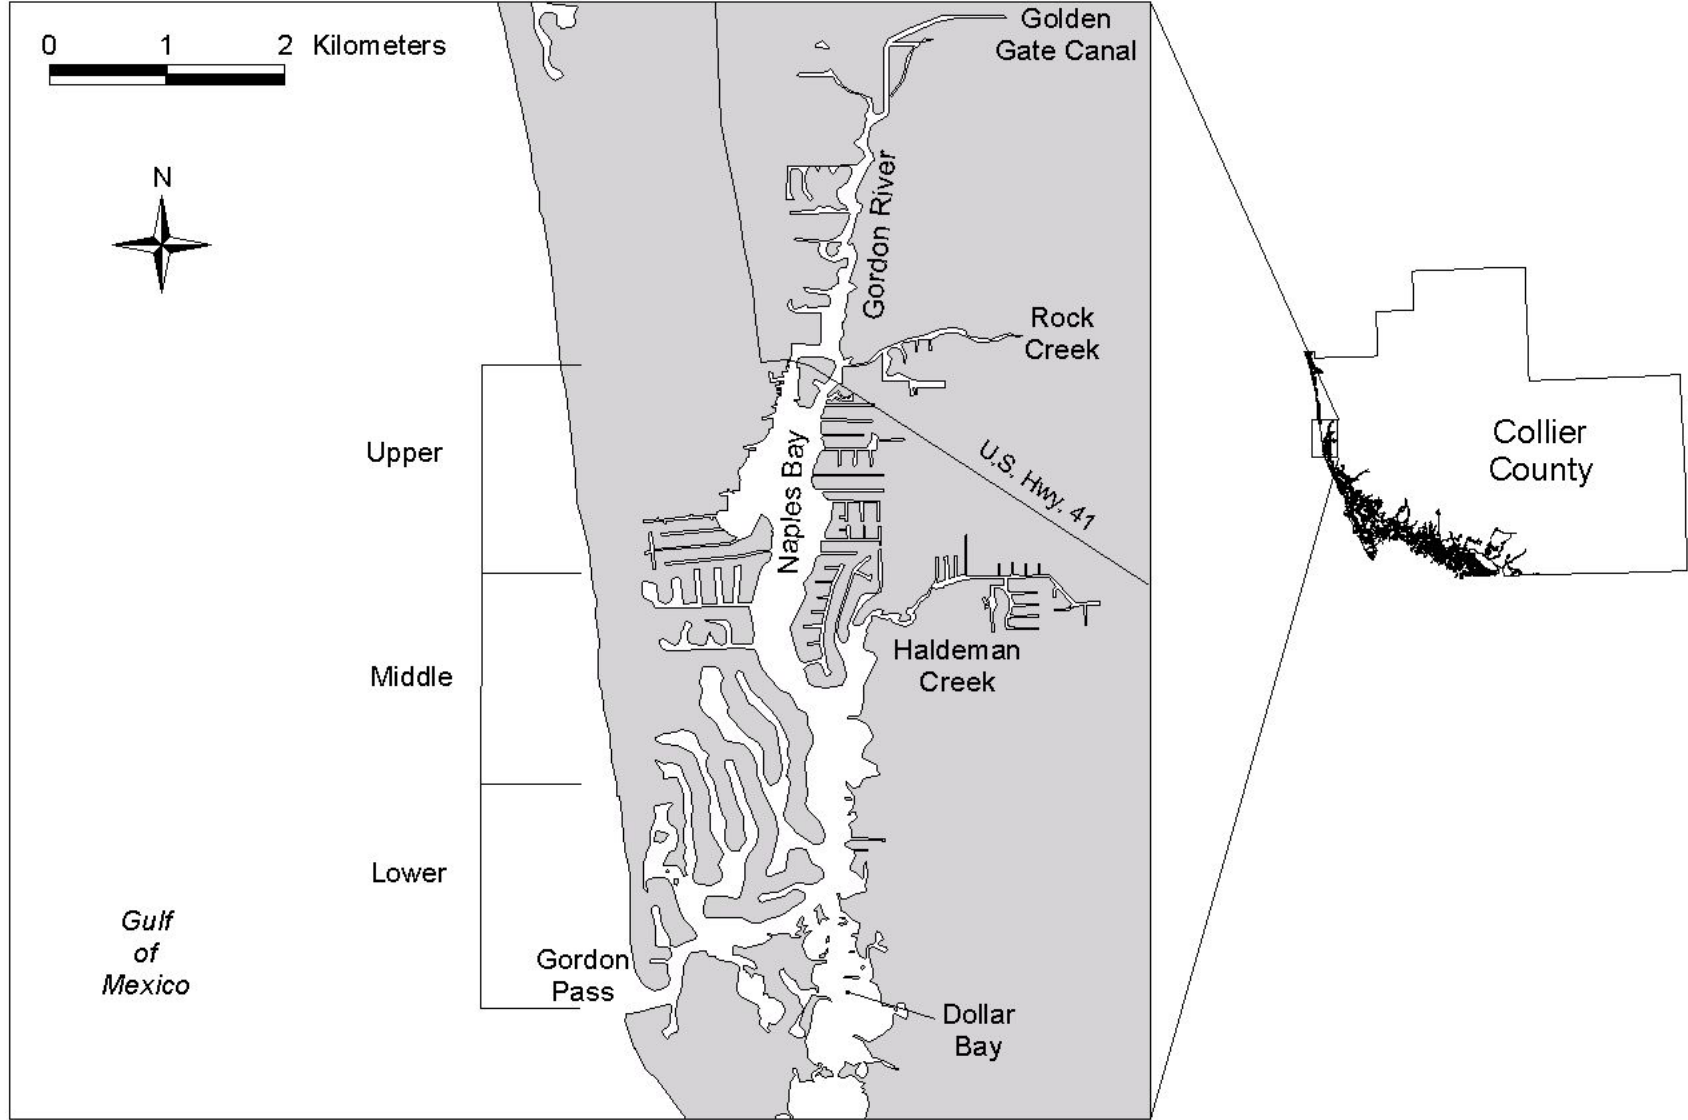 0 1 2 Kilometers
Golden
Gate Canal
N
Gordon River
Rock
Creek
Upper
Naples Bay
U.S. Hwy. 41
Collier
County
Middle
Haldeman
Creek
Lower
Gulf
of
Mexico
Gordon
Pass
Dollar
Bay